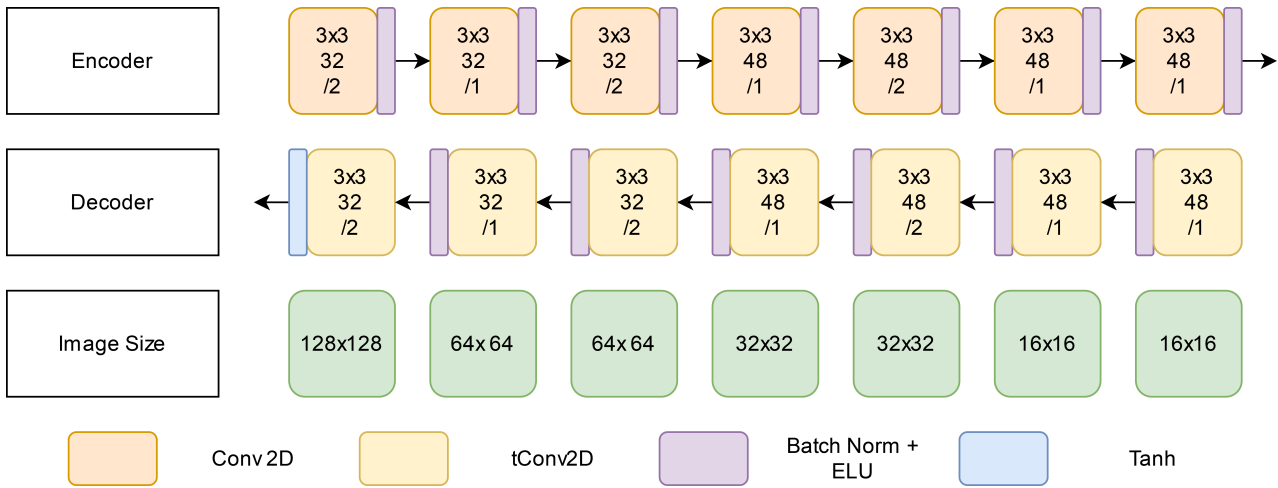 Encoder
3x3
32
/2
3x3
32
/1
3x3
32
/2
3x3
48
/1
3x3
48
/2
3x3
48
/1
3x3
48
/1
Decoder
3x3
32
/2
3x3
32
/1
3x3
32
/2
3x3
48
/1
3x3
48
/2
3x3
48
/1
3x3
48
/1
Image Size
128x128
64x64
64x64
32x32
32x32
16x16
16x16
Conv2D
tConv2D
Batch Norm +
ELU
Tanh